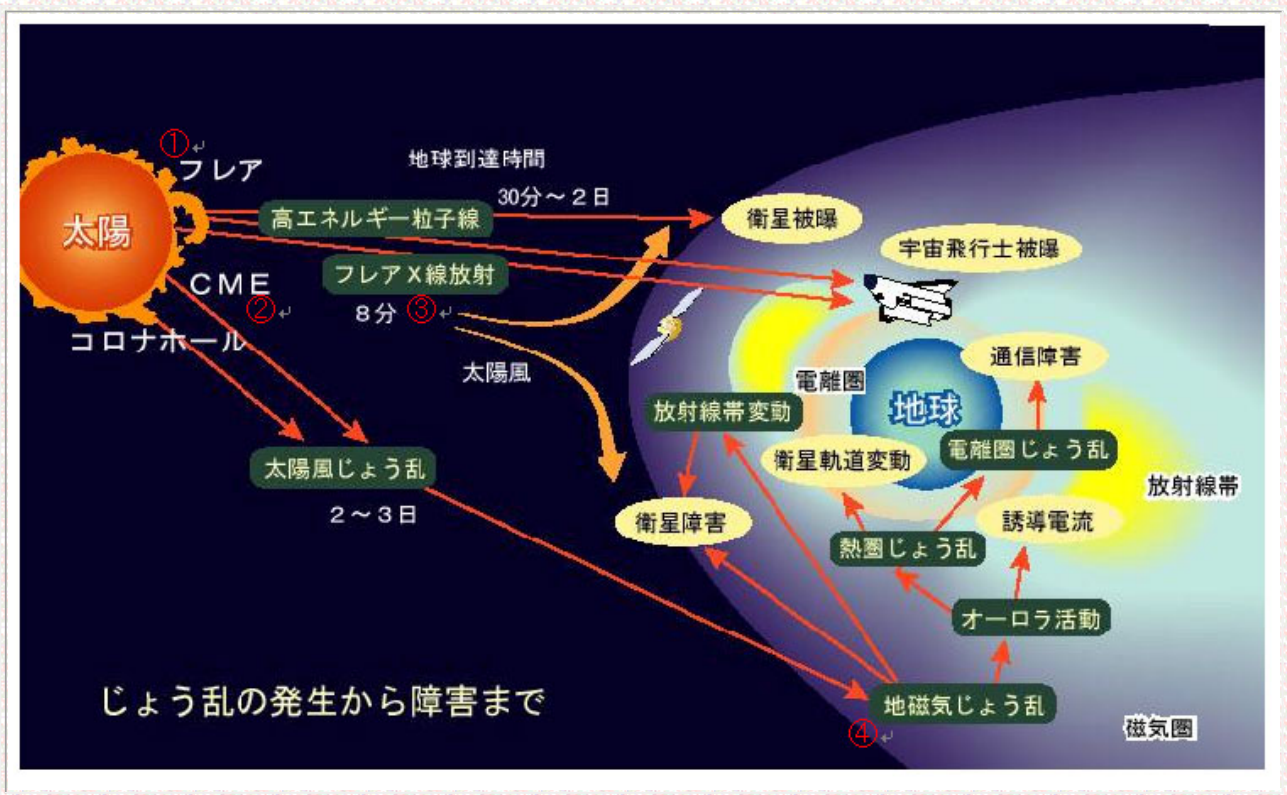 ①
フレア
地球到達時間
30分～2日
高エネルギー粒子線
衛星被曝
太陽
宇宙飛行士被曝
フレアX線放射
CME
②
8分 ③
コロナホール
太陽風
通信障害
電離圏
地球
放射線帯変動
電離圏じょう乱
衛星軌道変動
太陽風じょう乱
放射線帯
2～3日
衛星障害
誘導電流
熱圏じょう乱
オーロラ活動
じょう乱の発生から障害まで
地磁気じょう乱
④
磁気圏